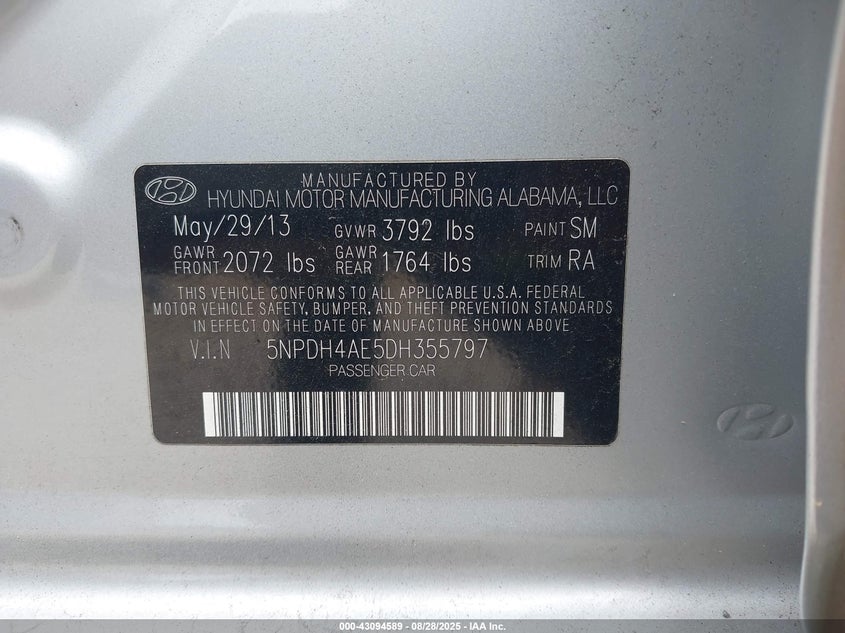 MANUFACTURED BY
HYUNDAI MOTOR MANUFACTURING ALABAMA, LLC
May/29/13 GVWR 3792 lbs PAINT SM
GAWR FRONT 2072 lbs GAWR REAR 1764 lbs TRIM RA
THIS VEHICLE CONFORMS TO ALL APPLICABLE U.S.A. FEDERAL
MOTOR VEHICLE SAFETY, BUMPER, AND THEFT PREVENTION STANDARDS
IN EFFECT ON THE DATE OF MANUFACTURE SHOWN ABOVE
V.I.N 5NPDH4AE5DH355797
PASSENGER CAR
000-43094589 - 08/28/2025 - IAA Inc.